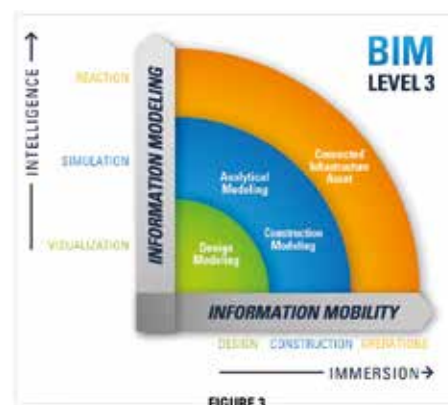 BIM
LEVEL 3
INTELLIGENCE
REACTION
SIMULATION
VISUALIZATION
INFORMATION MODELING
Connected
Infrastructure
Asset
Analytical
Modeling
Construction
Modeling
Design
Modeling
INFORMATION MOBILITY
DESIGN CONSTRUCTION OPERATIONS
IMMERSION
FIGURE 3